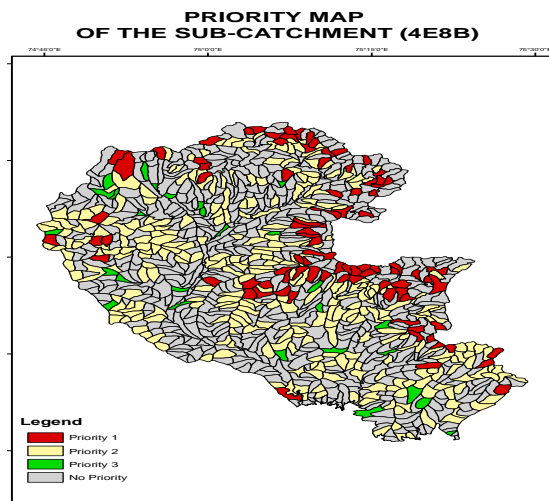 PRIORITY MAP
OF THE SUB-CATCHMENT (4E8B)
74°45'0"E 75°0'0"E 75°15'0"E 75°30'0"E
Legend
Priority 1
Priority 2
Priority 3
No Priority